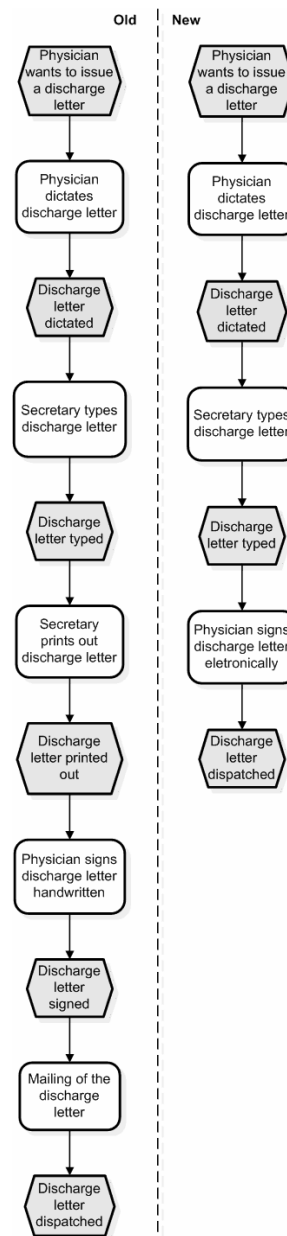 Old
New
Physician
wants to issue
a discharge
letter
Physician
dictates
discharge letter
Discharge
letter
dictated
Secretary types
discharge letter
Discharge
letter typed
Secretary
prints out
discharge letter
Discharge
letter printed
out
Physician signs
discharge letter
handwritten
Discharge
letter
signed
Mailing of the
discharge
letter
Discharge
letter
dispatched
Physician
wants to issue
a discharge
letter
Physician
dictates
discharge letter
Discharge
letter
dictated
Secretary types
discharge letter
Discharge
letter typed
Physician signs
discharge letter
eletronically
Discharge
letter
dispatched